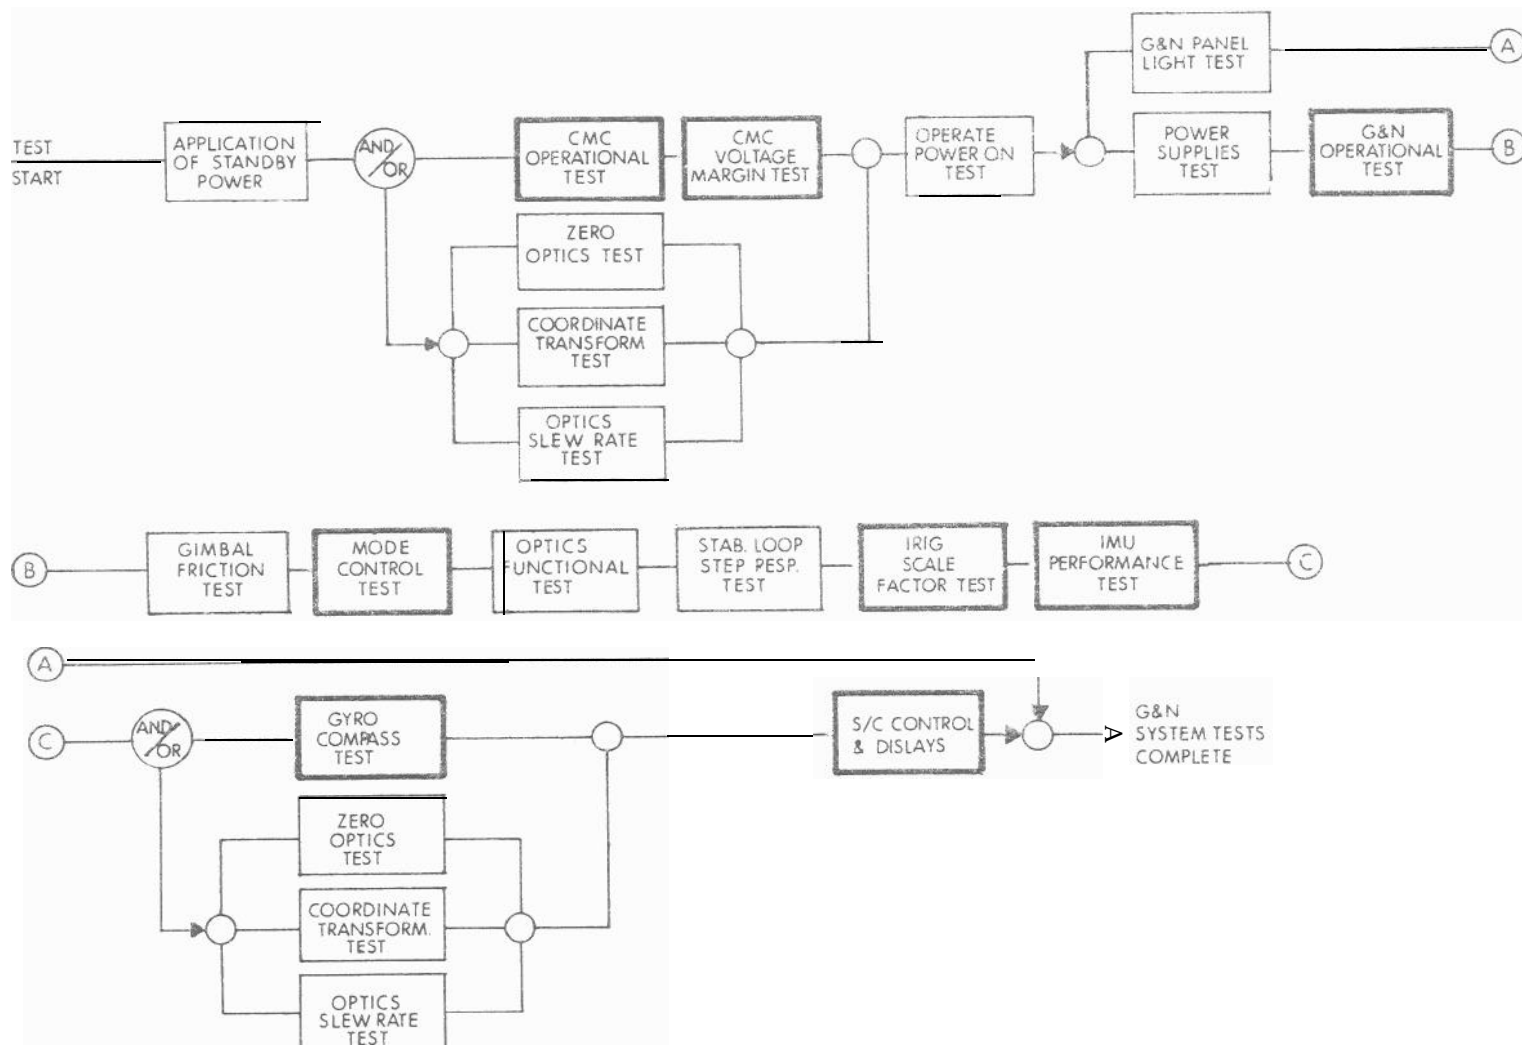 G&N PANEL
LIGHT TEST
A
TEST
START
APPLICATION
OF STANDBY
POWER
AND/
OR
CMC
OPERATIONAL
TEST
CMC
VOLTAGE
MARGIN TEST
OPERATE
POWER ON
TEST
POWER
SUPPLIES
TEST
G&N
OPERATIONAL
TEST
B
ZERO
OPTICS TEST
COORDINATE
TRANSFORM
TEST
OPTICS
SLEW RATE
TEST
B
GIMBAL
FRICTION
TEST
MODE
CONTROL
TEST
OPTICS
FUNCTIONAL
TEST
STAB. LOOP
STEP PESP.
TEST
IRIG
SCALE
FACTOR TEST
IMU
PERFORMANCE
TEST
C
A
C
AND/
OR
GYRO
COMPASS
TEST
S/C CONTROL
& DISLAYS
G&N
SYSTEM TESTS
COMPLETE
ZERO
OPTICS
TEST
COORDINATE
TRANSFORM.
TEST
OPTICS
SLEW RATE
TEST